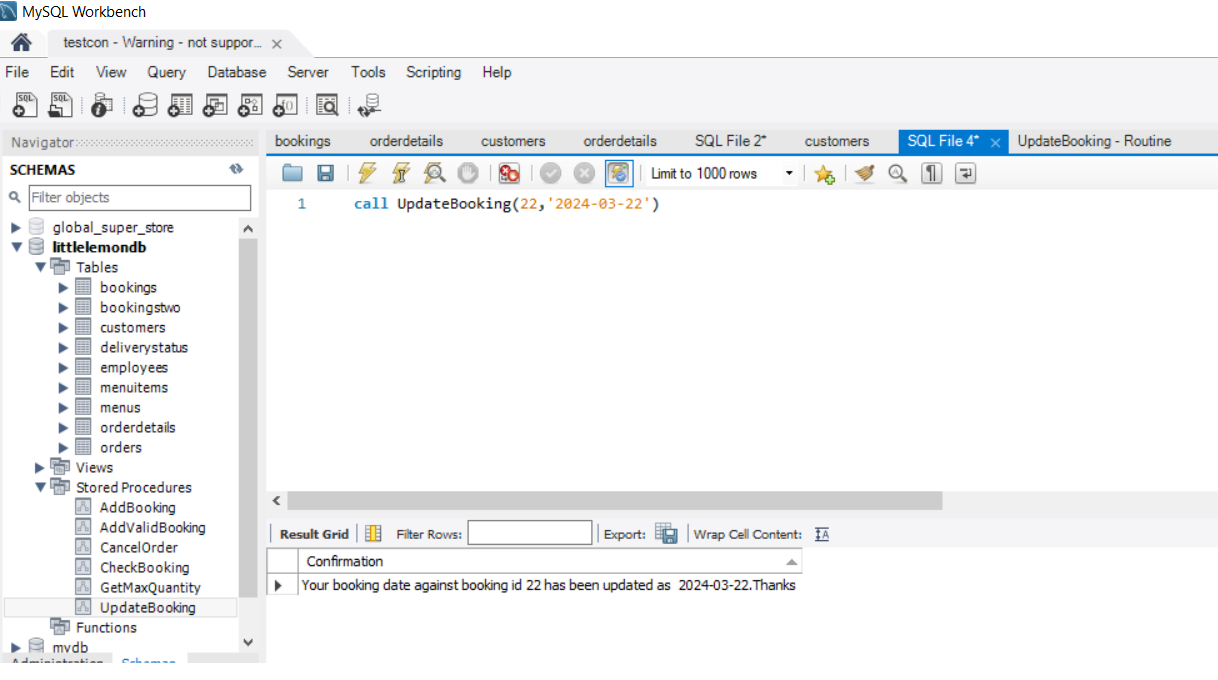 MySQL Workbench
testcon - Warning - not suppor...
File Edit View Query Database Server Tools Scripting Help
SQL SQL
Navigator
bookings orderdetails customers orderdetails SQL File 2* customers SQL File 4* UpdateBooking - Routine
SCHEMAS
Limit to 1000 rows
Filter objects
1 call UpdateBooking(22,'2024-03-22')
global_super_store
littlelemondb
Tables
bookings
bookingstwo
customers
deliverystatus
employees
menuitems
menus
orderdetails
orders
Views
Stored Procedures
AddBooking
AddValidBooking
CancelOrder
CheckBooking
GetMaxQuantity
UpdateBooking
Functions
mydb
Administration Schemas
Result Grid Filter Rows: Export: Wrap Cell Content: IA
Confirmation
Your booking date against booking id 22 has been updated as  2024-03-22.Thanks